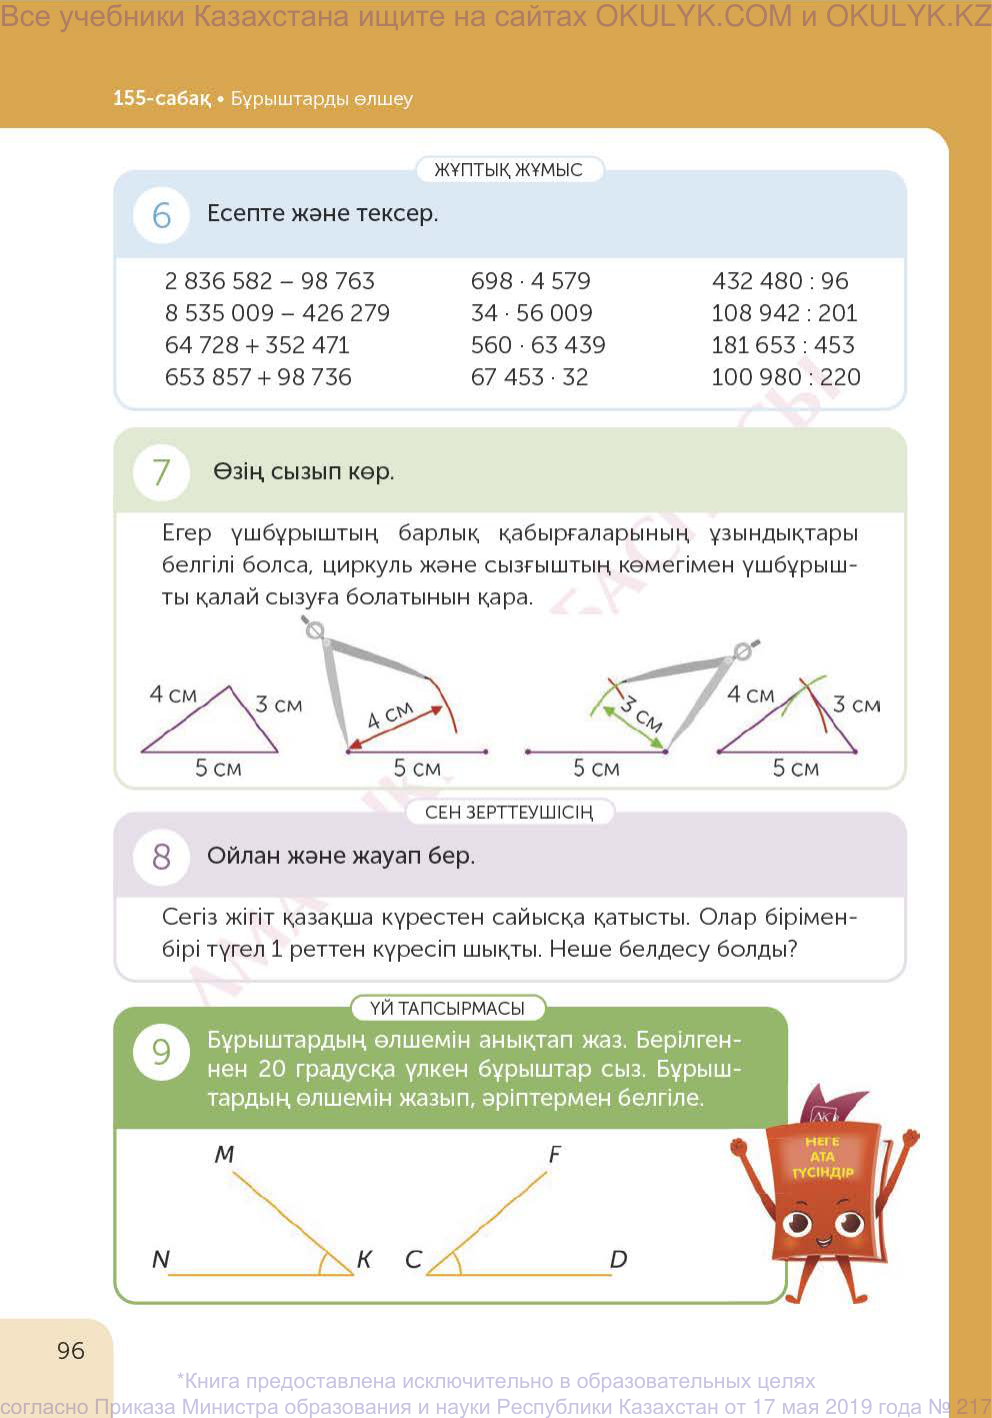 Все учебники Казахстана ищите на сайтах OKULYK.COM и OKULYK.KZ
155-сабақ • Бұрыштарды өлшеу
ЖҰПТЫҚ ЖҰМЫС
6 Есепте және тексер.
2 836 582 – 98 763 698 · 4 579 432 480 : 96
8 535 009 – 426 279 34 · 56 009 108 942 : 201
64 728 + 352 471 560 · 63 439 181 653 : 453
653 857 + 98 736 67 453 · 32 100 980 : 220
7 Өзің сызып көр.
Егер үшбұрыштың барлық қабырғаларының ұзындықтары
белгілі болса, циркуль және сызғыштың көмегімен үшбұрыш-
ты қалай сызуға болатынын қара.
4 см 3 см 4 см 3 см 4 см 3 см
5 см 5 см 5 см 5 см
СЕН ЗЕРТТЕУШІСІҢ
8 Ойлан және жауап бер.
Сегіз жігіт қазақша күрестен сайысқа қатысты. Олар бірімен-
бірі түгел 1 реттен күресіп шықты. Неше белдесу болды?
ҮЙ ТАПСЫРМАСЫ
9 Бұрыштардың өлшемін анықтап жаз. Берілген-
нен 20 градусқа үлкен бұрыштар сыз. Бұрыш-
тардың өлшемін жазып, әріптермен белгіле.
M F
N K C D
НЕГЕ
АТА
ТҮСІНДІР
96
*Книга предоставлена исключительно в образовательных целях
согласно Приказа Министра образования и науки Республики Казахстан от 17 мая 2019 года № 217